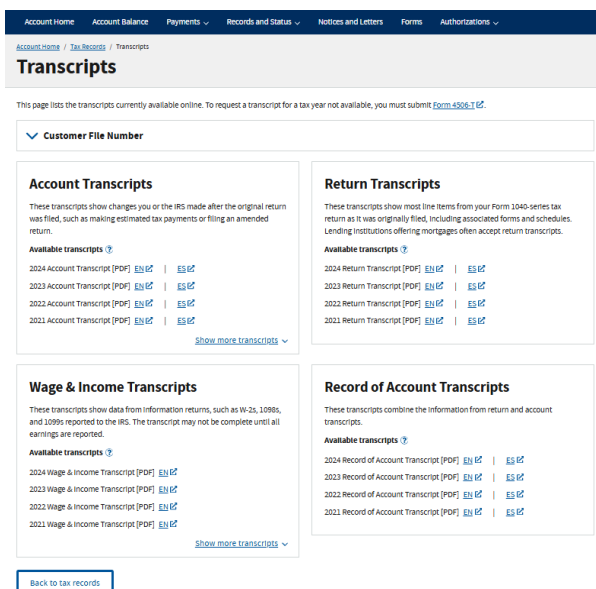 Account Home Account Balance Payments Records and Status Notices and Letters Forms Authorizations
Account Home / Tax Records / Transcripts
Transcripts
This page lists the transcripts currently available online. To request a transcript for a tax year not available, you must submit Form 4506-T.
Customer File Number
Account Transcripts
These transcripts show changes you or the IRS made after the original return
was filed, such as making estimated tax payments or filing an amended
return.
Available transcripts
2024 Account Transcript [PDF] EN | ES
2023 Account Transcript [PDF] EN | ES
2022 Account Transcript [PDF] EN | ES
2021 Account Transcript [PDF] EN | ES
Show more transcripts
Return Transcripts
These transcripts show most line items from your Form 1040-series tax
return as it was originally filed, including associated forms and schedules.
Lending institutions offering mortgages often accept return transcripts.
Available transcripts
2024 Return Transcript [PDF] EN | ES
2023 Return Transcript [PDF] EN | ES
2022 Return Transcript [PDF] EN | ES
2021 Return Transcript [PDF] EN | ES
Wage & Income Transcripts
These transcripts show data from information returns, such as W-2s, 1098s,
and 1099s reported to the IRS. The transcript may not be complete until all
earnings are reported.
Available transcripts
2024 Wage & Income Transcript [PDF] EN
2023 Wage & Income Transcript [PDF] EN
2022 Wage & Income Transcript [PDF] EN
2021 Wage & Income Transcript [PDF] EN
Show more transcripts
Record of Account Transcripts
These transcripts combine the information from return and account
transcripts.
Available transcripts
2024 Record of Account Transcript [PDF] EN | ES
2023 Record of Account Transcript [PDF] EN | ES
2022 Record of Account Transcript [PDF] EN | ES
2021 Record of Account Transcript [PDF] EN | ES
Back to tax records